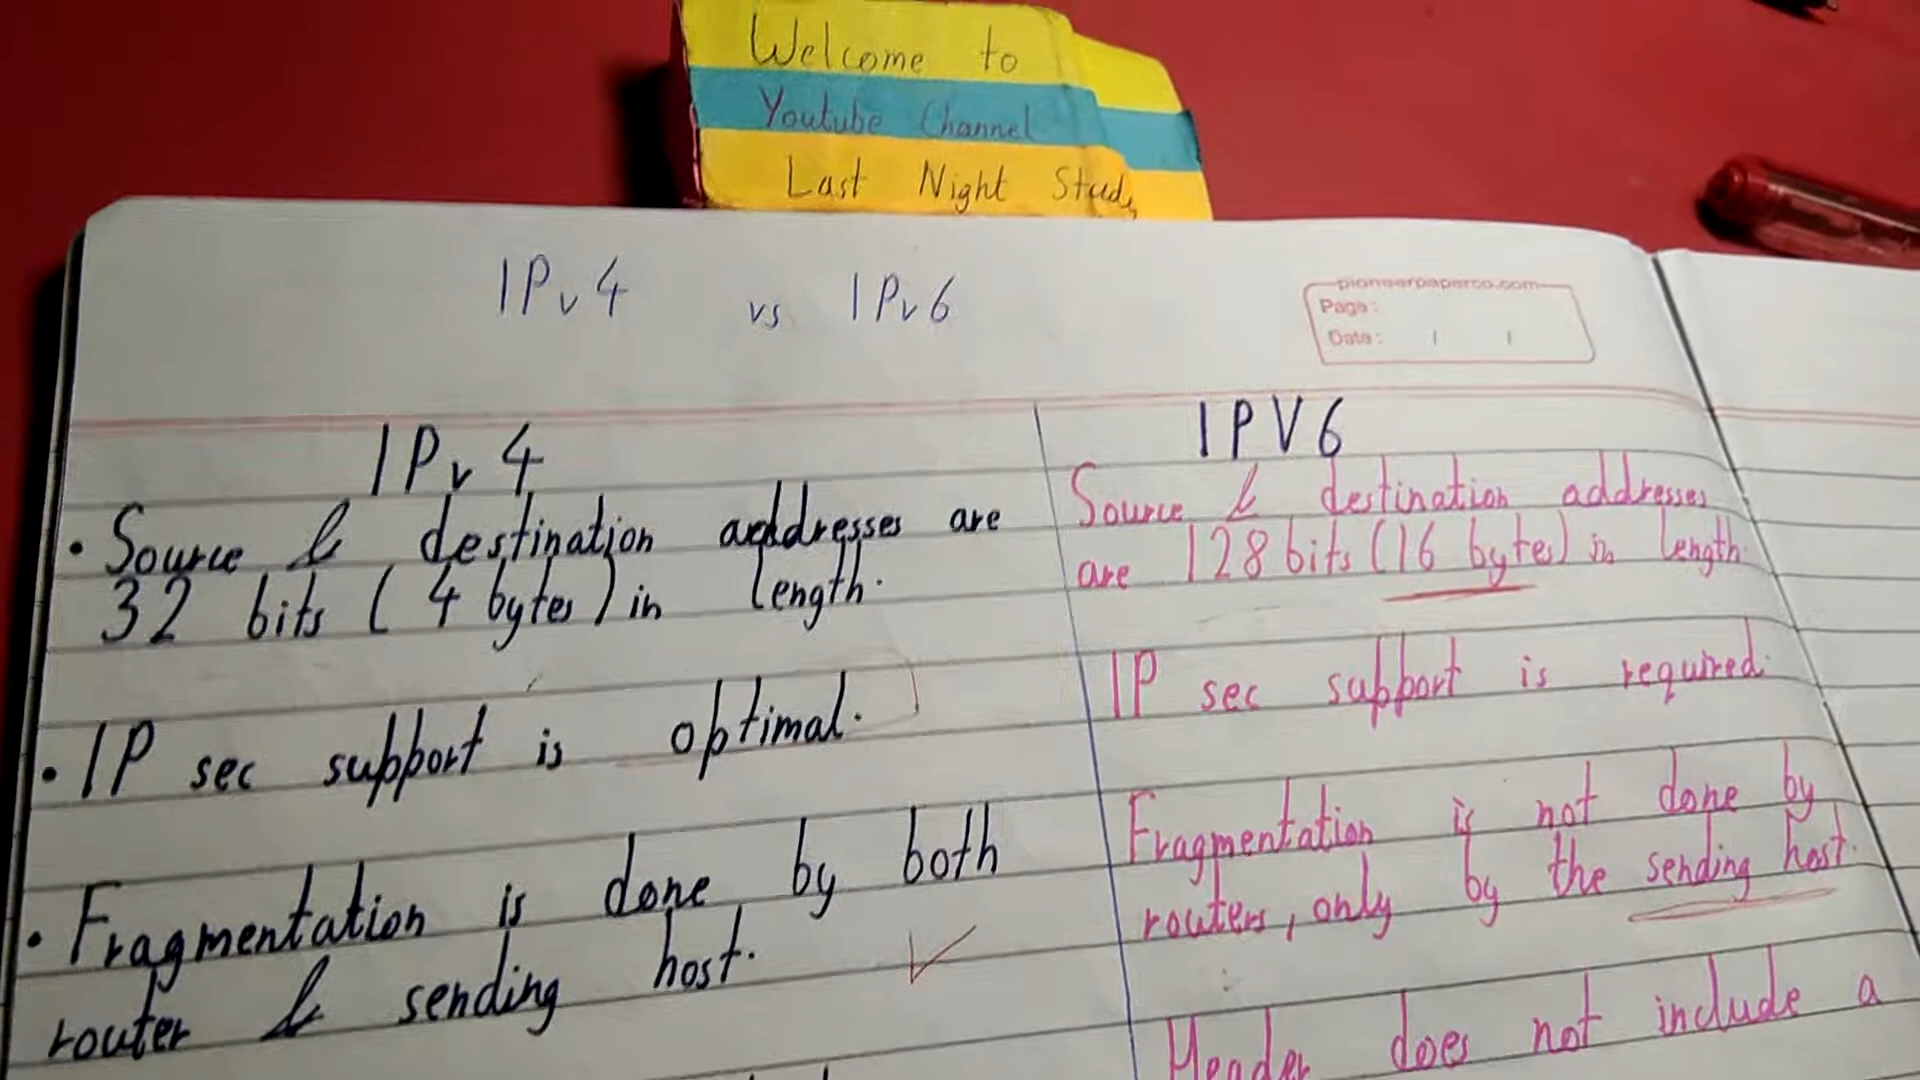 Welcome to
Youtube Channel
Last Night Study
IPv4 vs IPv6
pioneerpaperco.com
Page :
Date : / /
IPv4
• Source & destination addresses are
32 bits (4 bytes) in length.
• IP sec support is optimal.
• Fragmentation is done by both
router & sending host.
IPV6
Source & destination addresses
are 128 bits (16 bytes) in length.
IP sec support is required.
Fragmentation is not done by
routers, only by the sending host.
Header does not include a